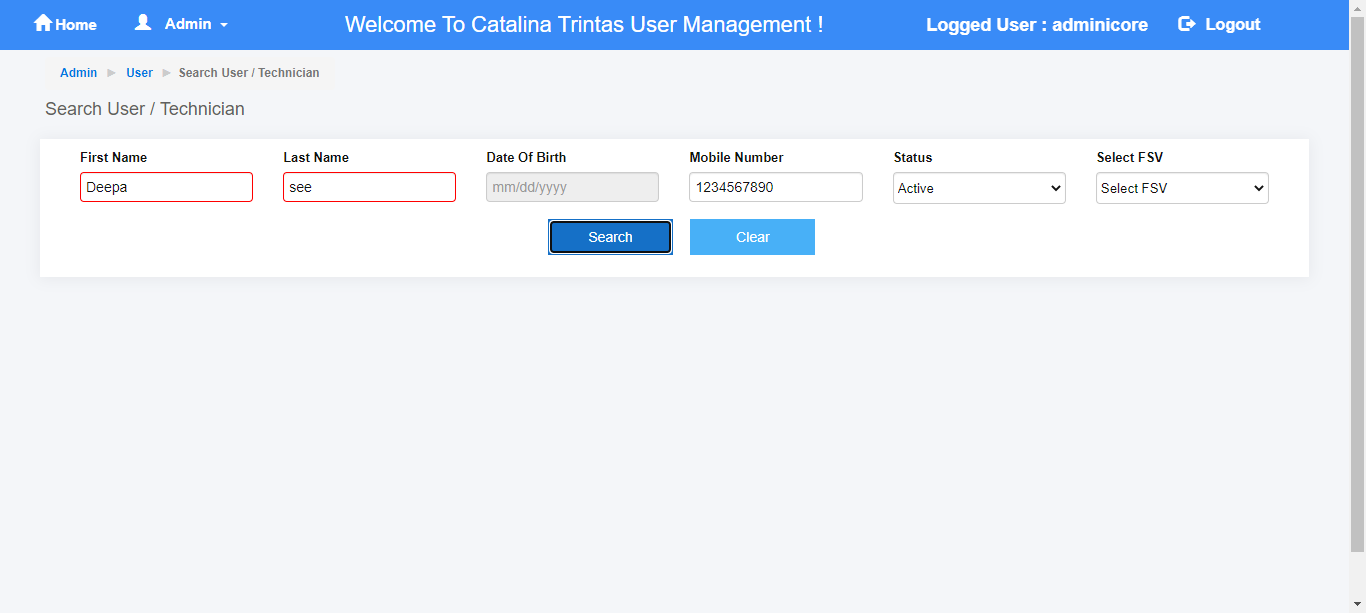 Home Admin Welcome To Catalina Trintas User Management ! Logged User : adminicore Logout
Admin User Search User / Technician
Search User / Technician
First Name Last Name Date Of Birth Mobile Number Status Select FSV
Deepa see mm/dd/yyyy 1234567890 Active Select FSV
Search Clear